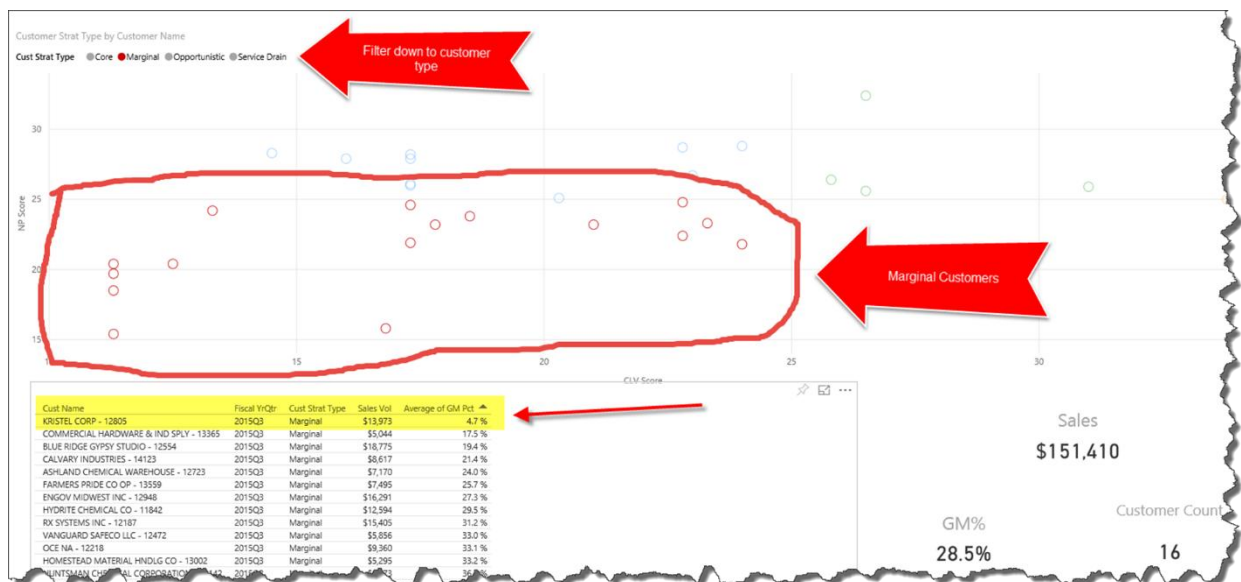 Customer Strat Type by Customer Name
Cust Strat Type Core Marginal Opportunistic Service Drain
Filter down to customer
type
30
25
20
15
NP Score
Marginal Customers
15 20 25 30
CLV Score
Cust Name Fiscal YrQtr Cust Strat Type Sales Vol Average of GM Pct
KRISTEL CORP - 12805 2015Q3 Marginal $13,973 4.7 %
COMMERCIAL HARDWARE & IND SPLY - 13365 2015Q3 Marginal $5,044 17.5 %
BLUE RIDGE GYPSY STUDIO - 12554 2015Q3 Marginal $18,775 19.4 %
CALVARY INDUSTRIES - 14123 2015Q3 Marginal $8,617 21.4 %
ASHLAND CHEMICAL WAREHOUSE - 12723 2015Q3 Marginal $7,170 24.0 %
FARMERS PRIDE CO OP - 13559 2015Q3 Marginal $7,495 25.7 %
ENGOV MIDWEST INC - 12948 2015Q3 Marginal $16,291 27.3 %
HYDRITE CHEMICAL CO - 11842 2015Q3 Marginal $12,594 29.5 %
RX SYSTEMS INC - 12187 2015Q3 Marginal $15,405 31.2 %
VANGUARD SAFECO LLC - 12472 2015Q3 Marginal $5,856 33.0 %
OCE NA - 12218 2015Q3 Marginal $9,360 33.1 %
HOMESTEAD MATERIAL HNDLG CO - 13002 2015Q3 Marginal $5,295 33.2 %
Sales
$151,410
GM%
28.5%
Customer Count
16